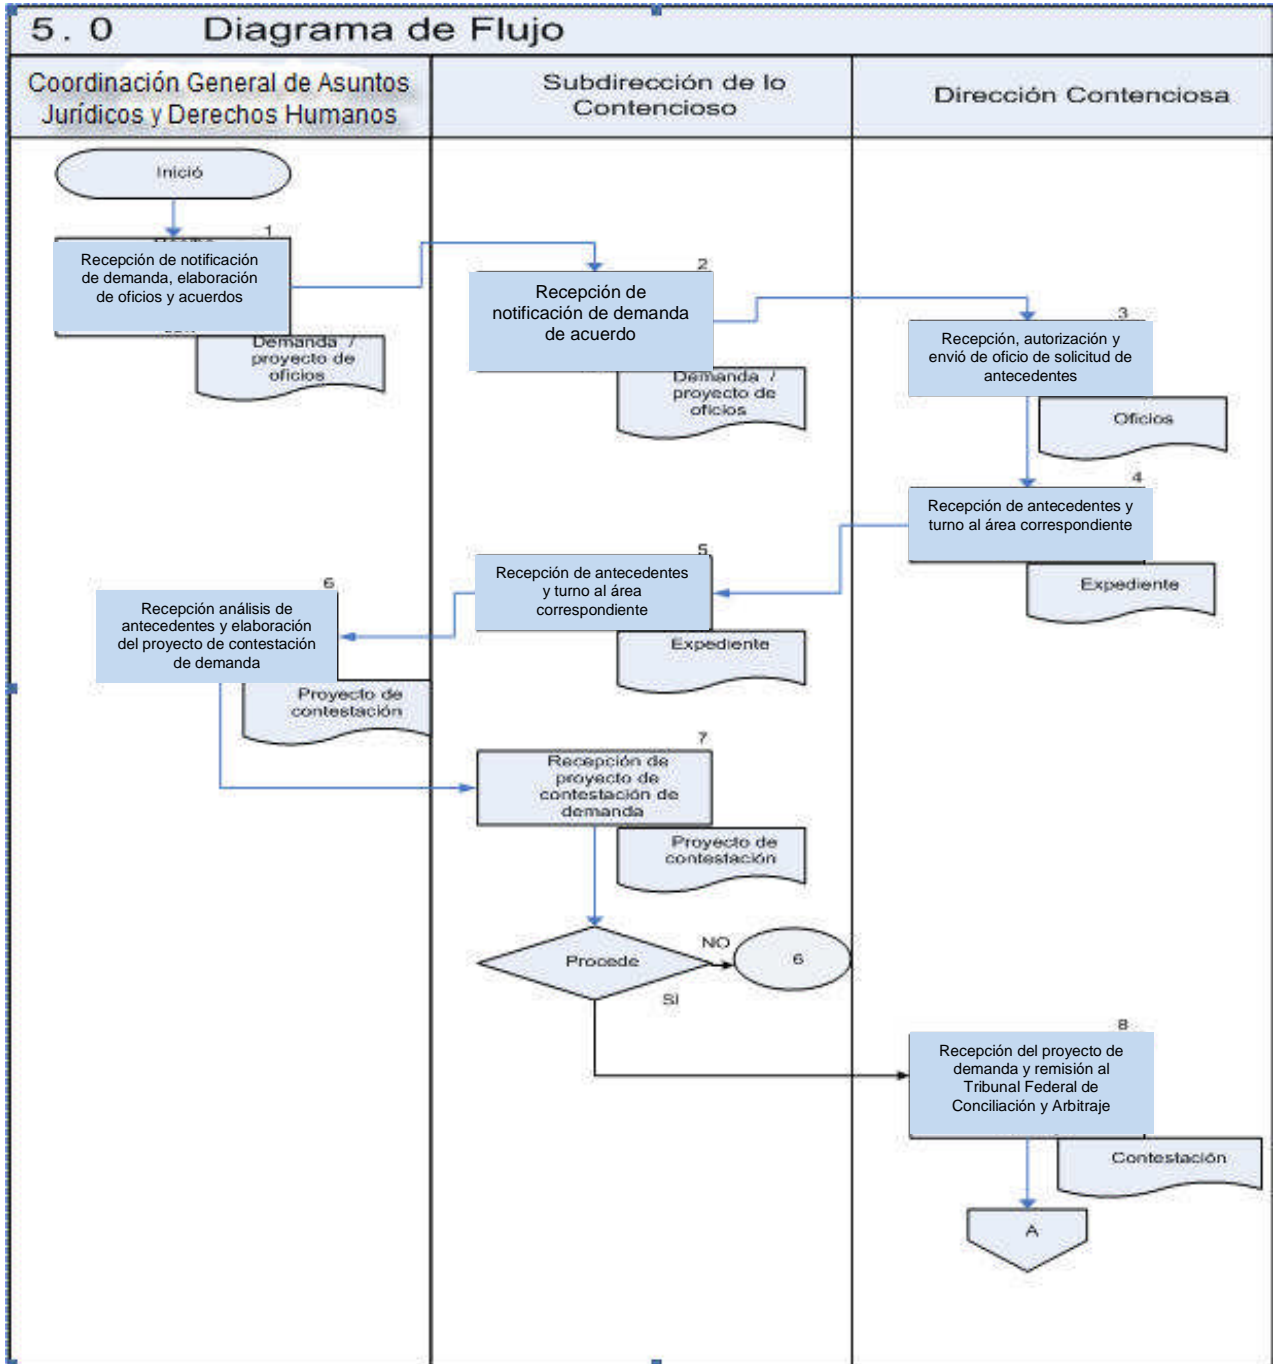 5.0 Diagrama de Flujo
Coordinación General de Asuntos
Jurídicos y Derechos Humanos
Subdirección de lo
Contencioso
Dirección Contenciosa
Inició
1
Recepción de notificación
de demanda, elaboración
de oficios y acuerdos
Demanda /
proyecto de
oficios
2
Recepción de
notificación de demanda
de acuerdo
Demanda /
proyecto de
oficios
3
Recepción, autorización y
envió de oficio de solicitud de
antecedentes
Oficios
4
Recepción de antecedentes y
turno al área correspondiente
Expediente
5
Recepción de antecedentes
y turno al área
correspondiente
Expediente
6
Recepción análisis de
antecedentes y elaboración
del proyecto de contestación
de demanda
Proyecto de
contestación
7
Recepción de
proyecto de
contestación de
demanda
Proyecto de
contestación
Procede
NO
6
SI
8
Recepción del proyecto de
demanda y remisión al
Tribunal Federal de
Conciliación y Arbitraje
Contestación
A